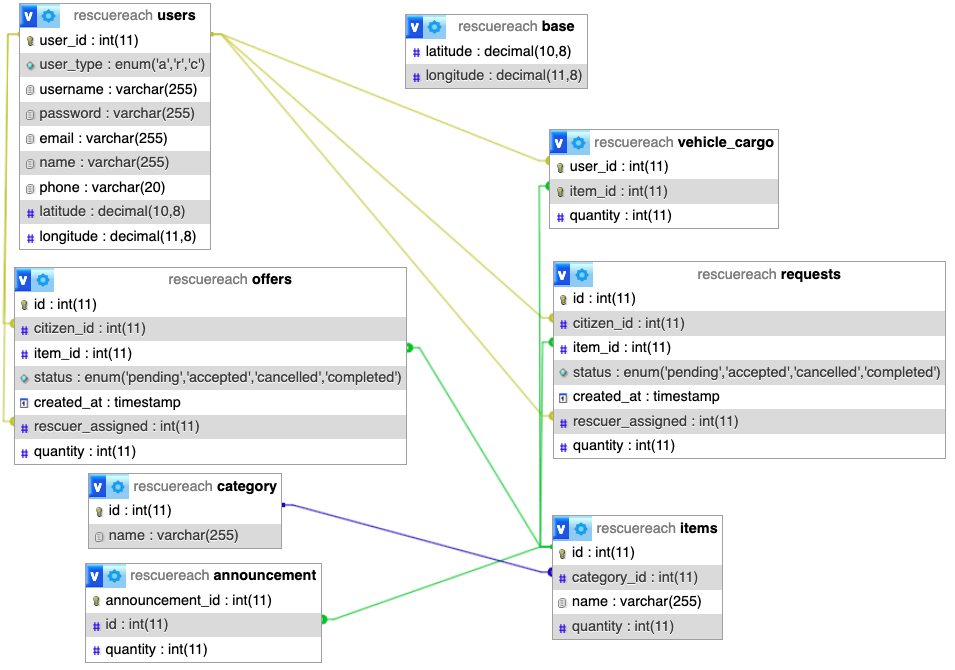 v rescuereach users
user_id : int(11)
user_type : enum('a','r','c')
username : varchar(255)
password : varchar(255)
email : varchar(255)
name : varchar(255)
phone : varchar(20)
# latitude : decimal(10,8)
# longitude : decimal(11,8)
v rescuereach base
# latitude : decimal(10,8)
# longitude : decimal(11,8)
v rescuereach vehicle_cargo
user_id : int(11)
item_id : int(11)
# quantity : int(11)
v rescuereach offers
id : int(11)
# citizen_id : int(11)
# item_id : int(11)
status : enum('pending','accepted','cancelled','completed')
created_at : timestamp
# rescuer_assigned : int(11)
# quantity : int(11)
v rescuereach requests
id : int(11)
# citizen_id : int(11)
# item_id : int(11)
status : enum('pending','accepted','cancelled','completed')
created_at : timestamp
# rescuer_assigned : int(11)
# quantity : int(11)
v rescuereach category
id : int(11)
name : varchar(255)
v rescuereach items
id : int(11)
# category_id : int(11)
name : varchar(255)
# quantity : int(11)
v rescuereach announcement
announcement_id : int(11)
# id : int(11)
# quantity : int(11)